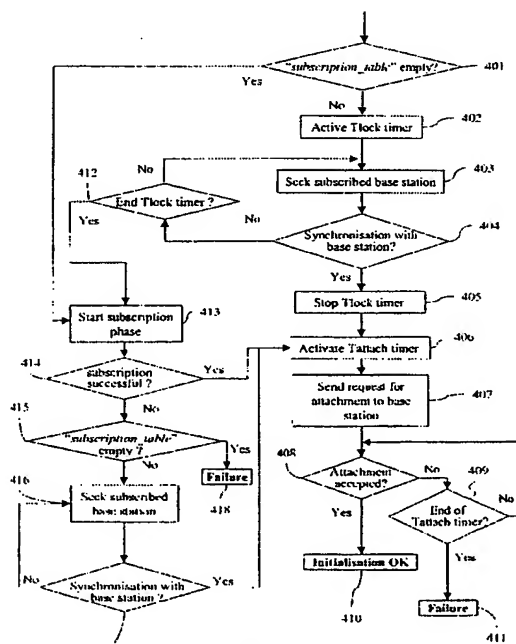 "subscription_table" empty?
401
Yes
No
Active Tlock timer
402
412
No
403
Seek subscribed base station
End Tlock timer ?
No
Synchronisation with
base station?
404
Yes
Yes
Stop Tlock timer
405
Start subscription
phase
413
Activate Tattach timer
406
414
subscription
successful ?
Yes
Send request for
attachment to base
station
407
No
415
"subscription_table"
empty ?
Yes
No
Failure
418
408
Attachment
accepted?
No
409
No
416
Seek subscribed
base station
End of
Tattach timer?
Yes
Initialisation OK
Yes
No
Synchronisation with
base station ?
Yes
410
Failure
411